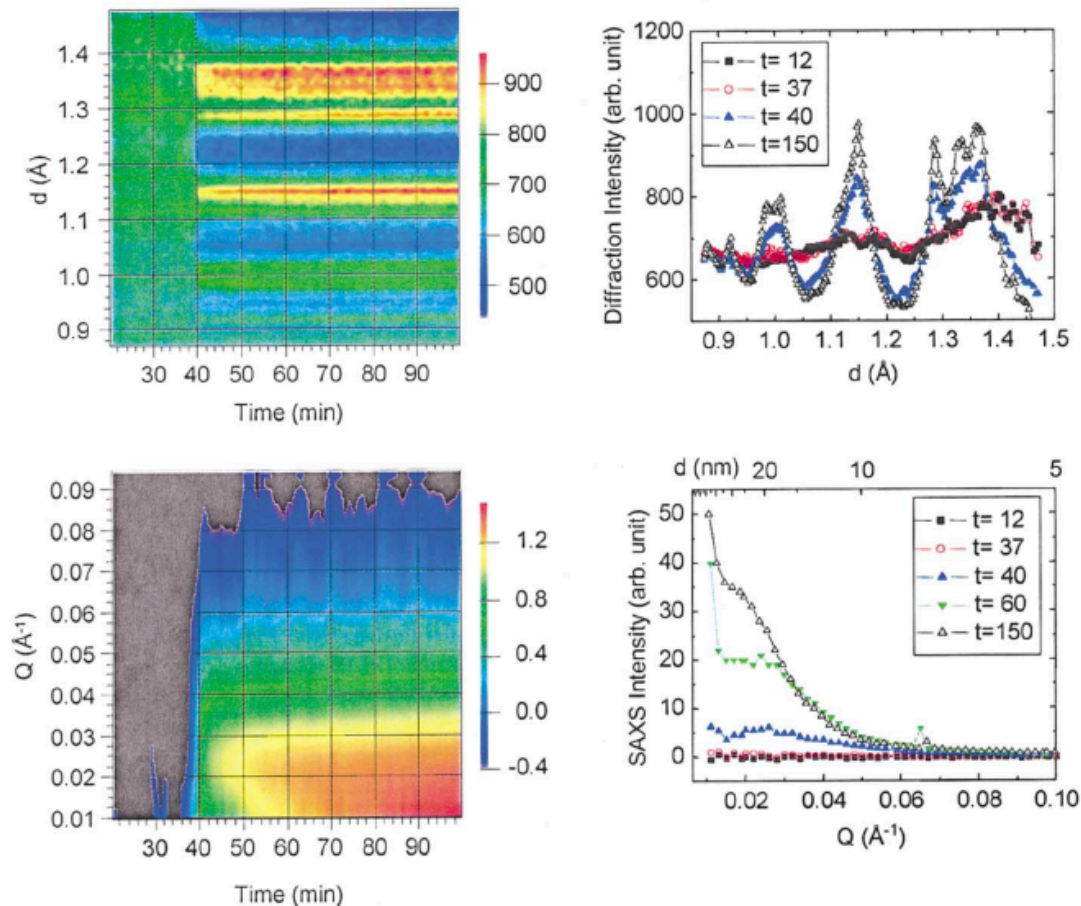 1.4
1.3
1.2
1.1
1.0
0.9
d (Å)
30 40 50 60 70 80 90
Time (min)
900
800
700
600
500
1200
1000
800
600
Diffraction Intensity (arb. unit)
t= 12
t= 37
t= 40
t=150
0.9 1.0 1.1 1.2 1.3 1.4 1.5
d (Å)
0.09
0.08
0.07
0.06
0.05
0.04
0.03
0.02
0.01
Q (Å⁻¹)
30 40 50 60 70 80 90
Time (min)
1.2
0.8
0.4
0.0
-0.4
d (nm) 20 10 5
50
40
30
20
10
0
SAXS Intensity (arb. unit)
t= 12
t= 37
t= 40
t= 60
t=150
0.02 0.04 0.06 0.08 0.10
Q (Å⁻¹)